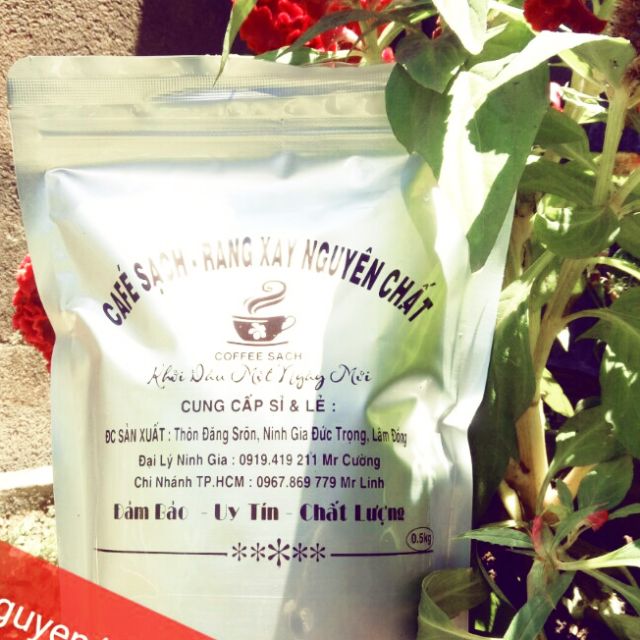 CAFÉ SẠCH - RANG XAY NGUYÊN CHẤT
COFFEE SẠCH
Khởi Đầu Một Ngày Mới
CUNG CẤP SỈ & LẺ :
ĐC SẢN XUẤT : Thôn Đăng Srõn, Ninh Gia Đức Trọng, Lâm Đồng
Đại Lý Ninh Gia : 0919.419 211 Mr Cường
Chi Nhánh TP.HCM : 0967.869 779 Mr Linh
Đảm Bảo - Uy Tín - Chất Lượng
0.5kg